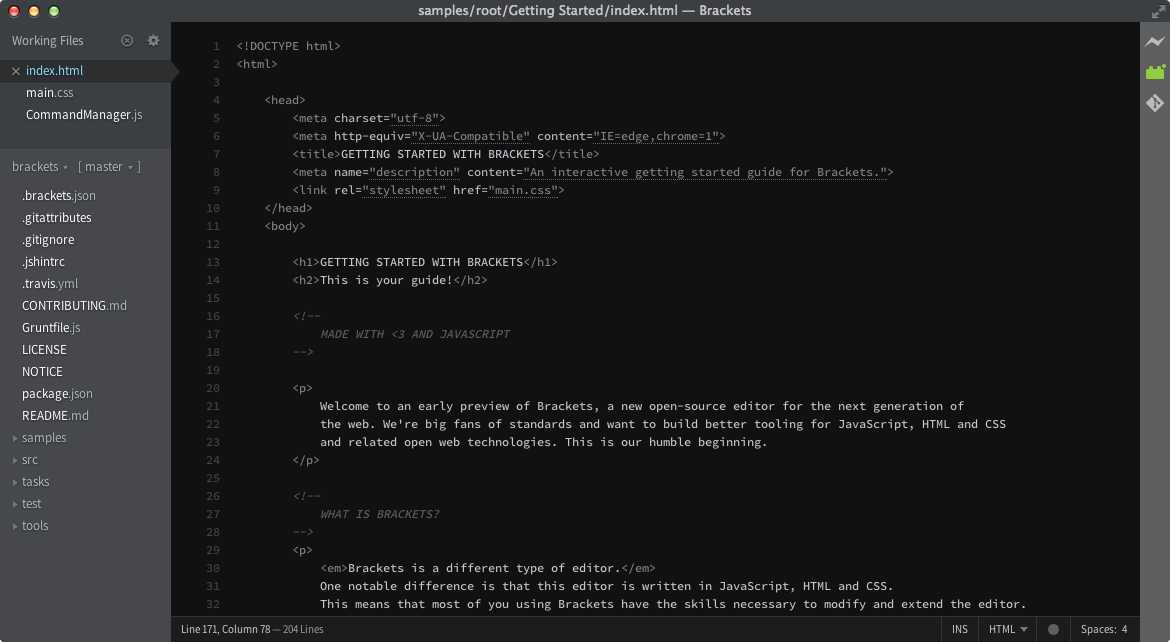 samples/root/Getting Started/index.html — Brackets
Working Files
index.html
main.css
CommandManager.js
brackets [ master ]
.brackets.json
.gitattributes
.gitignore
.jshintrc
.travis.yml
CONTRIBUTING.md
Gruntfile.js
LICENSE
NOTICE
package.json
README.md
samples
src
tasks
test
tools
1 <!DOCTYPE html>
2 <html>
3
4 <head>
5 <meta charset="utf-8">
6 <meta http-equiv="X-UA-Compatible" content="IE=edge,chrome=1">
7 <title>GETTING STARTED WITH BRACKETS</title>
8 <meta name="description" content="An interactive getting started guide for Brackets.">
9 <link rel="stylesheet" href="main.css">
10 </head>
11 <body>
12
13 <h1>GETTING STARTED WITH BRACKETS</h1>
14 <h2>This is your guide!</h2>
15
16 <!--
17 MADE WITH <3 AND JAVASCRIPT
18 -->
19
20 <p>
21 Welcome to an early preview of Brackets, a new open-source editor for the next generation of
22 the web. We're big fans of standards and want to build better tooling for JavaScript, HTML and CSS
23 and related open web technologies. This is our humble beginning.
24 </p>
25
26 <!--
27 WHAT IS BRACKETS?
28 -->
29 <p>
30 <em>Brackets is a different type of editor.</em>
31 One notable difference is that this editor is written in JavaScript, HTML and CSS.
32 This means that most of you using Brackets have the skills necessary to modify and extend the editor.
Line 171, Column 78 — 204 Lines
INS
HTML
Spaces: 4